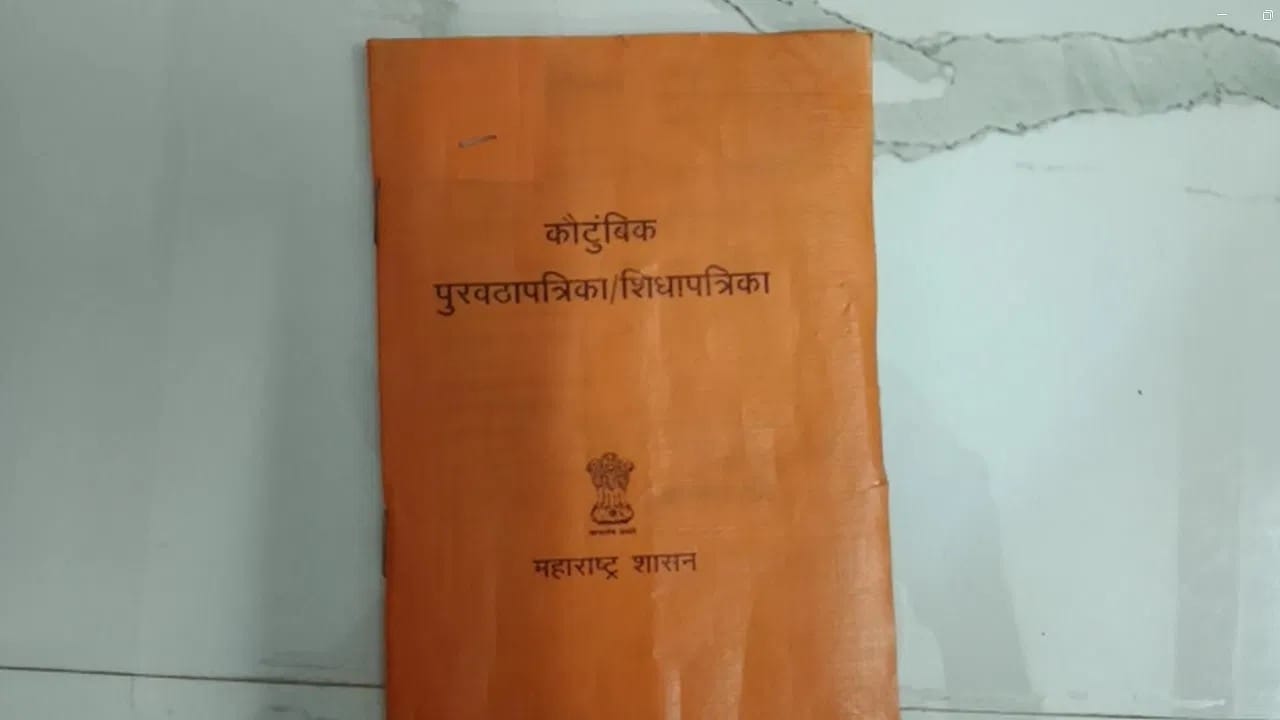 कौटुंबिक
पुरवठापत्रिका/शिधापत्रिका
महाराष्ट्र शासन